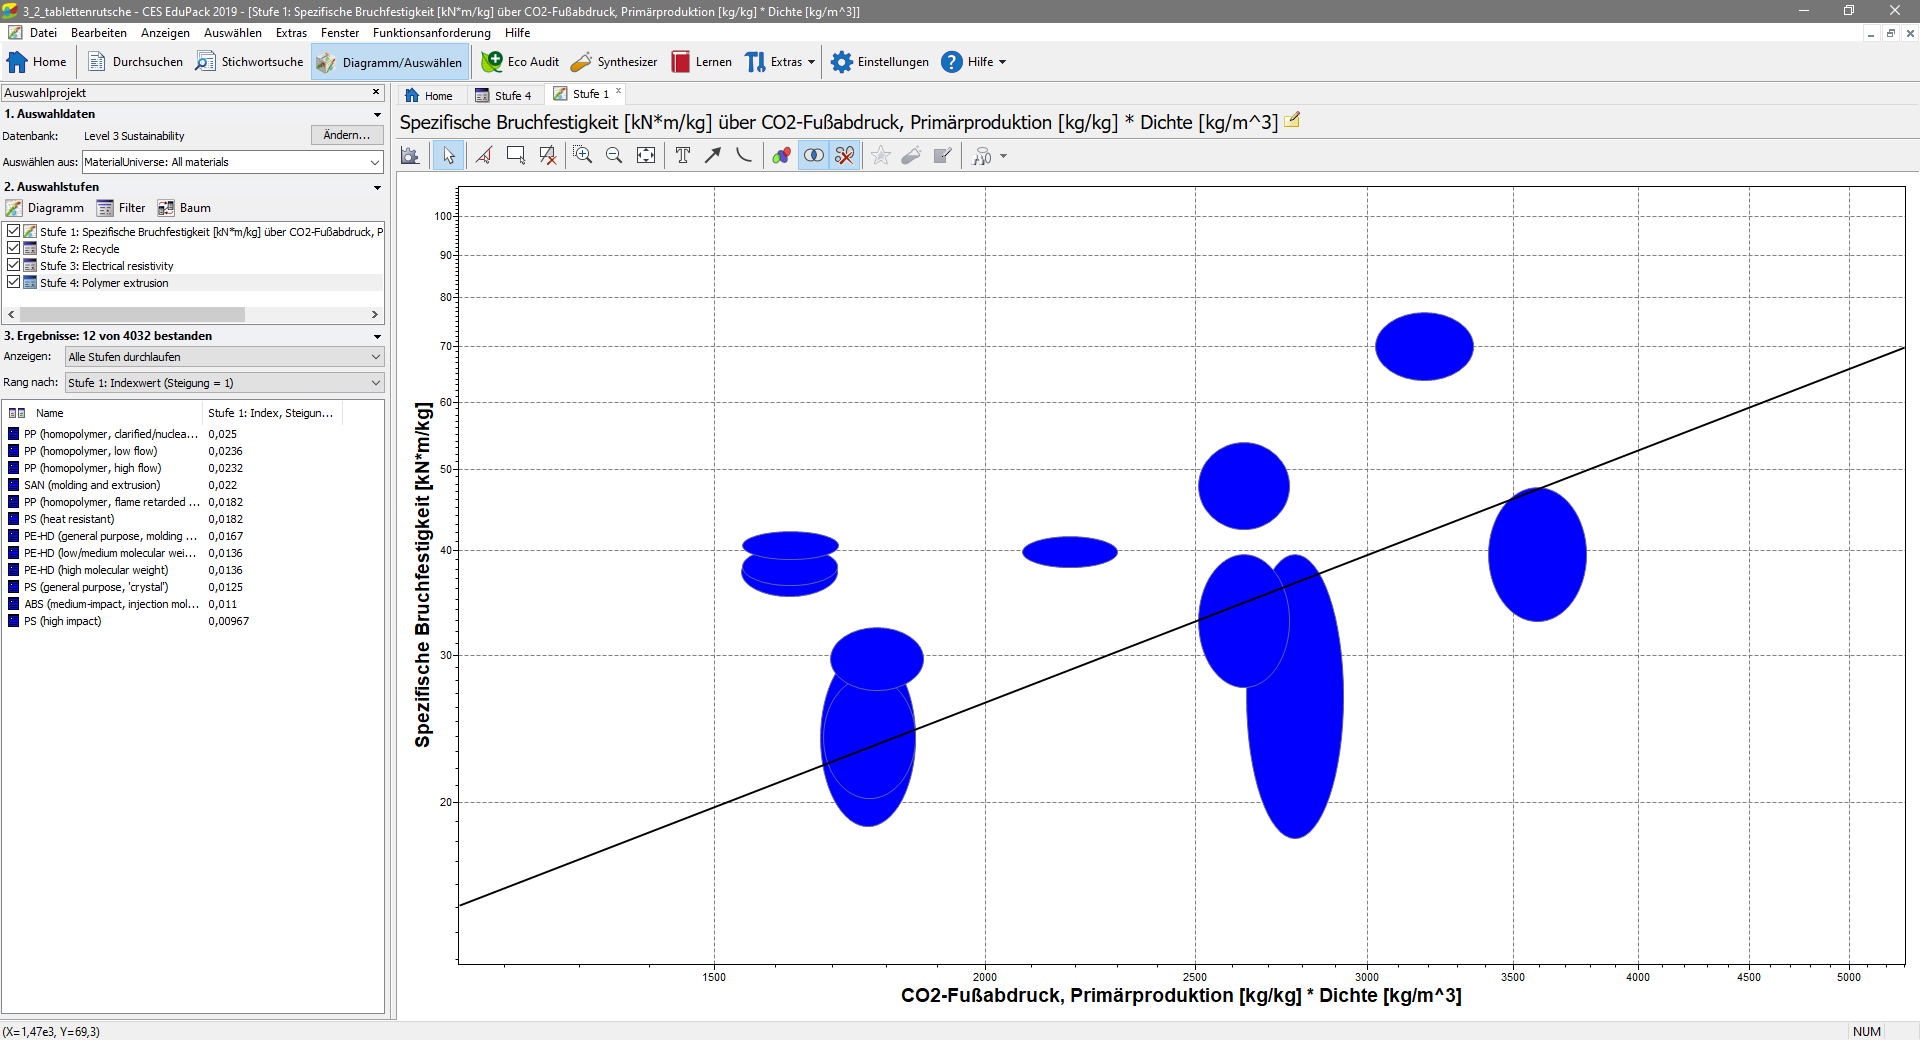 3_2_tablettenrutsche - CES EduPack 2019 - [Stufe 1: Spezifische Bruchfestigkeit [kN*m/kg] über CO2-Fußabdruck, Primärproduktion [kg/kg] * Dichte [kg/m^3]]
Datei Bearbeiten Anzeigen Auswählen Extras Fenster Funktionsanforderung Hilfe
Home Durchsuchen Stichwortsuche Diagramm/Auswählen Eco Audit Synthesizer Lernen Extras Einstellungen Hilfe
Auswahlprojekt
1. Auswahldaten
Datenbank: Level 3 Sustainability Ändern...
Auswählen aus: MaterialUniverse: All materials
2. Auswahlstufen
Diagramm Filter Baum
Stufe 1: Spezifische Bruchfestigkeit [kN*m/kg] über CO2-Fußabdruck, P
Stufe 2: Recycle
Stufe 3: Electrical resistivity
Stufe 4: Polymer extrusion
3. Ergebnisse: 12 von 4032 bestanden
Anzeigen: Alle Stufen durchlaufen
Rang nach: Stufe 1: Indexwert (Steigung = 1)
Name Stufe 1: Index, Steigun...
PP (homopolymer, clarified/nuclea... 0,025
PP (homopolymer, low flow) 0,0236
PP (homopolymer, high flow) 0,0232
SAN (molding and extrusion) 0,022
PP (homopolymer, flame retarded ... 0,0182
PS (heat resistant) 0,0182
PE-HD (general purpose, molding ... 0,0167
PE-HD (low/medium molecular wei... 0,0136
PE-HD (high molecular weight) 0,0136
PS (general purpose, 'crystal') 0,0125
ABS (medium-impact, injection mol... 0,011
PS (high impact) 0,00967
Home Stufe 4 Stufe 1
Spezifische Bruchfestigkeit [kN*m/kg] über CO2-Fußabdruck, Primärproduktion [kg/kg] * Dichte [kg/m^3]
Spezifische Bruchfestigkeit [kN*m/kg]
100
90
80
70
60
50
40
30
20
1500 2000 2500 3000 3500 4000 4500 5000
CO2-Fußabdruck, Primärproduktion [kg/kg] * Dichte [kg/m^3]
(X=1,47e3, Y=69,3) NUM